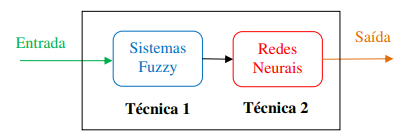 Entrada
Sistemas
Fuzzy
Redes
Neurais
Saída
Técnica 1
Técnica 2